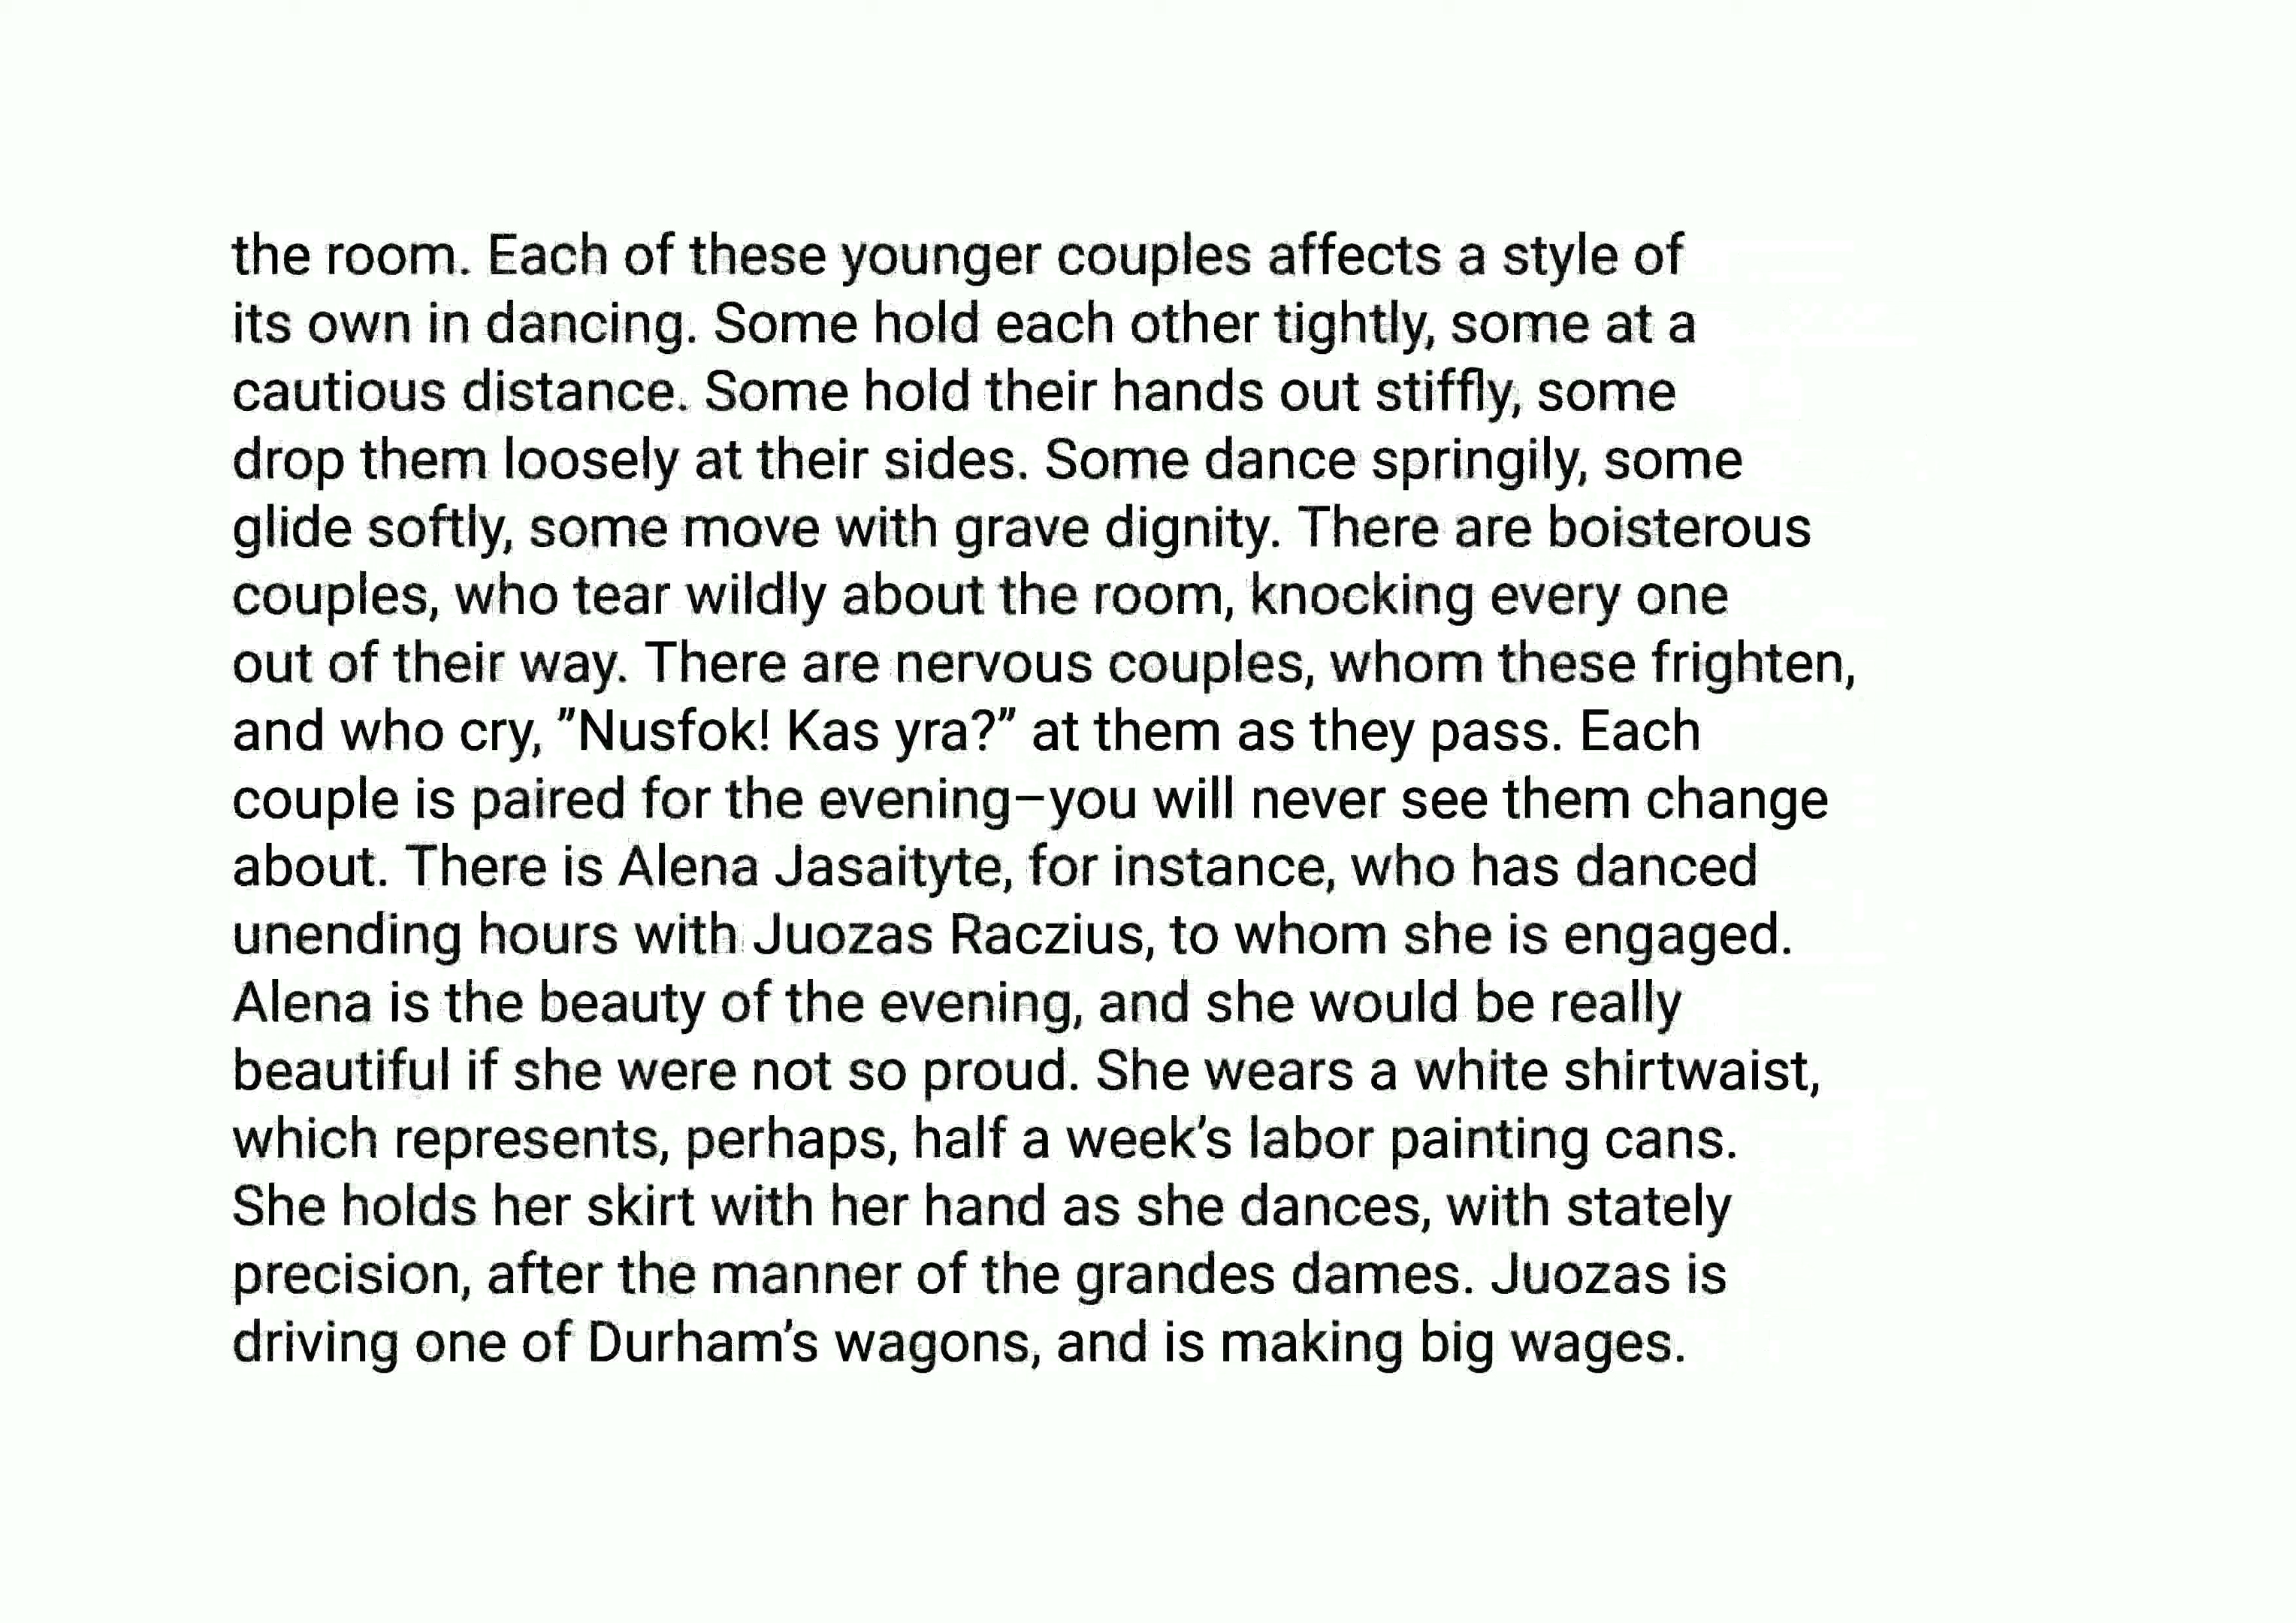 the room. Each of these younger couples affects a style of
its own in dancing. Some hold each other tightly, some at a
cautious distance. Some hold their hands out stiffly, some
drop them loosely at their sides. Some dance springily, some
glide softly, some move with grave dignity. There are boisterous
couples, who tear wildly about the room, knocking every one
out of their way. There are nervous couples, whom these frighten,
and who cry, ”Nusfok! Kas yra?” at them as they pass. Each
couple is paired for the evening–you will never see them change
about. There is Alena Jasaityte, for instance, who has danced
unending hours with Juozas Raczius, to whom she is engaged.
Alena is the beauty of the evening, and she would be really
beautiful if she were not so proud. She wears a white shirtwaist,
which represents, perhaps, half a week’s labor painting cans.
She holds her skirt with her hand as she dances, with stately
precision, after the manner of the grandes dames. Juozas is
driving one of Durham’s wagons, and is making big wages.